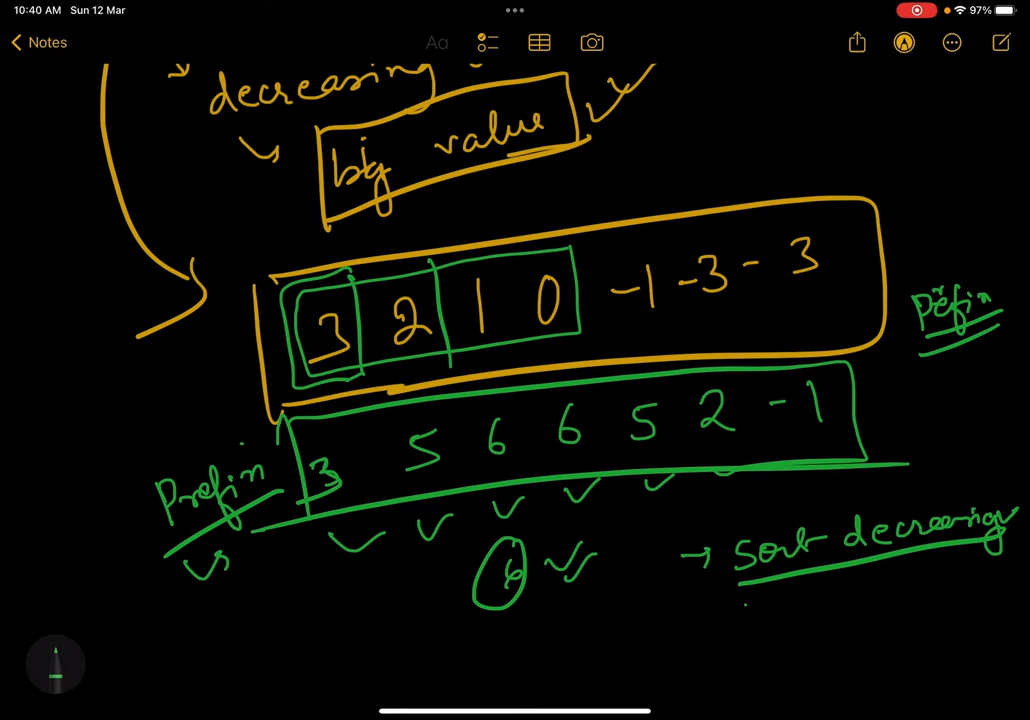 10:40 AM Sun 12 Mar
97%
Notes
Aa
decreasing
big value
3 2 1 0 -1 -3 - 3
Prefix
3 5 6 6 5 2 -1
Prefix
6
→ Sort decreasing